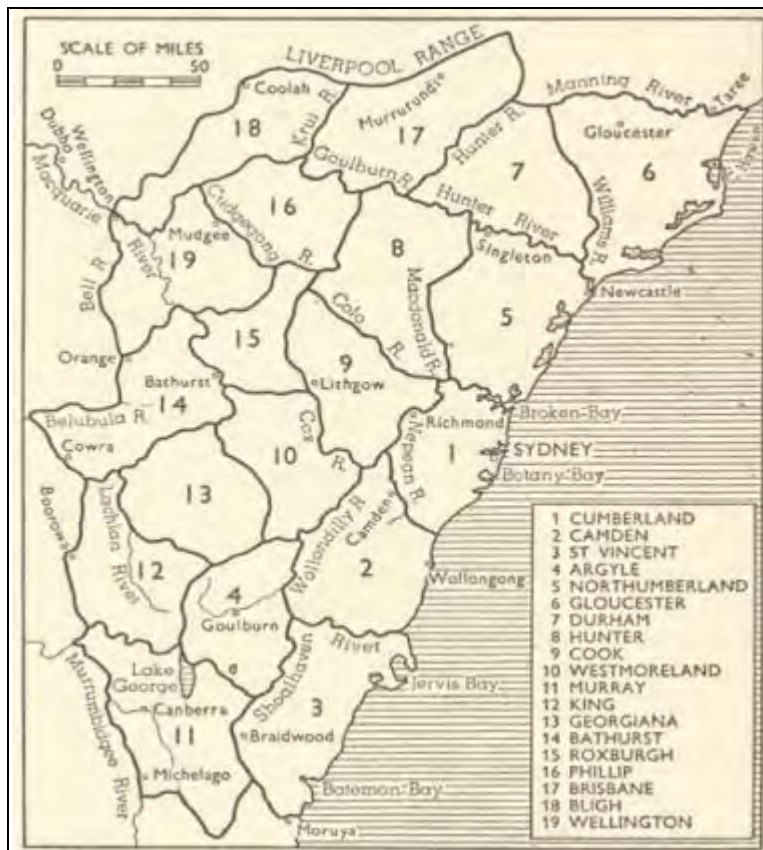 SCALE OF MILES
0 50
LIVERPOOL RANGE
Coolah
Krui R.
18
Murrurundi
17
Manning River
Taree
Gloucester
6
Dubbo
Wellington
Macquarie
River
Goulburn R.
Hunter R.
7
Hunter River
Williams R.
16
Cudgegong
R.
Mudgee
19
Bell R.
8
Singleton
Newcastle
Macdonald R.
5
Colo
R.
15
Orange
9
Lithgow
Bathurst
14
Belubula R.
Cowra
Cox
R.
10
Richmond
Broken Bay
Nepean R.
1
SYDNEY
Botany Bay
13
Boorowa
Lachlan
River
12
Wollondilly R.
Camden
2
Wollongong
4
Goulburn
Lake
George
Shoalhaven
River
Jervis Bay
3
Canberra
Braidwood
11
Michelago
Murrumbidgee
River
Bateman Bay
Moruya
1 CUMBERLAND
2 CAMDEN
3 ST VINCENT
4 ARGYLE
5 NORTHUMBERLAND
6 GLOUCESTER
7 DURHAM
8 HUNTER
9 COOK
10 WESTMORELAND
11 MURRAY
12 KING
13 GEORGIANA
14 BATHURST
15 ROXBURGH
16 PHILLIP
17 BRISBANE
18 BLIGH
19 WELLINGTON